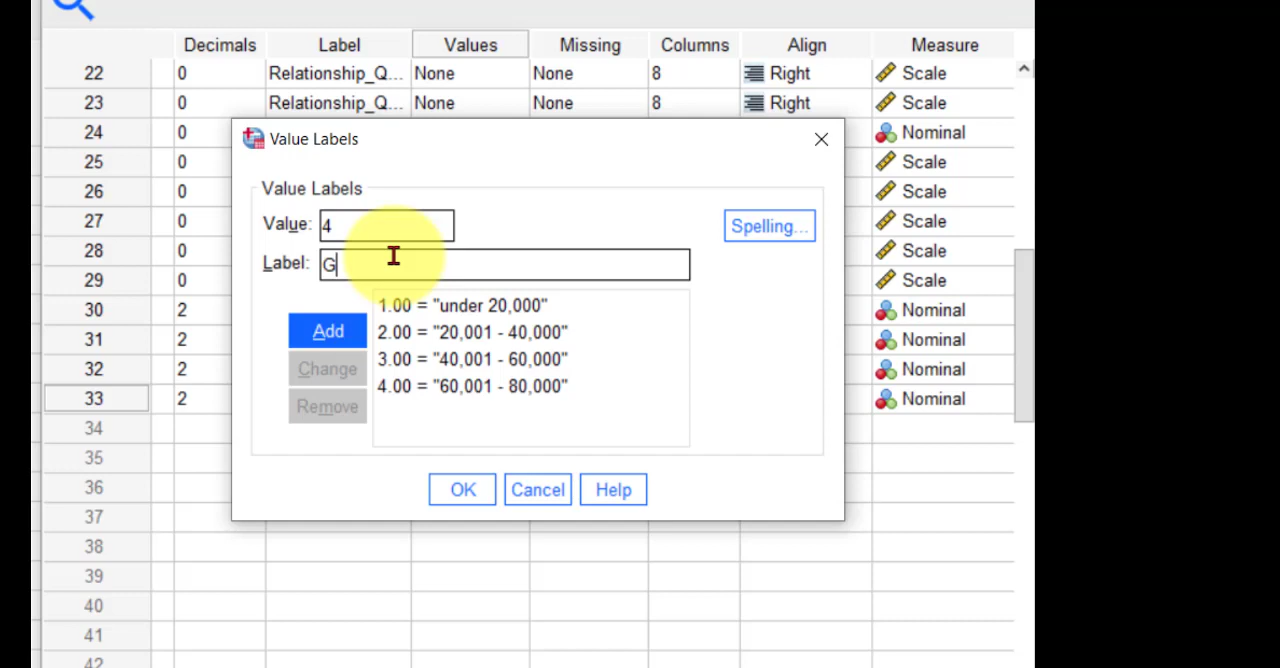 Decimals Label Values Missing Columns Align Measure
22 0 Relationship_Q... None None 8 Right Scale
23 0 Relationship_Q... None None 8 Right Scale
24 0 Nominal
25 0 Scale
26 0 Scale
27 0 Scale
28 0 Scale
29 0 Scale
30 2 Nominal
31 2 Nominal
32 2 Nominal
33 2 Nominal
34
35
36
37
38
39
40
41
42
Value Labels
Value Labels
Value: 4
Spelling...
Label: G
1.00 = "under 20,000"
2.00 = "20,001 - 40,000"
3.00 = "40,001 - 60,000"
4.00 = "60,001 - 80,000"
Add
Change
Remove
OK Cancel Help